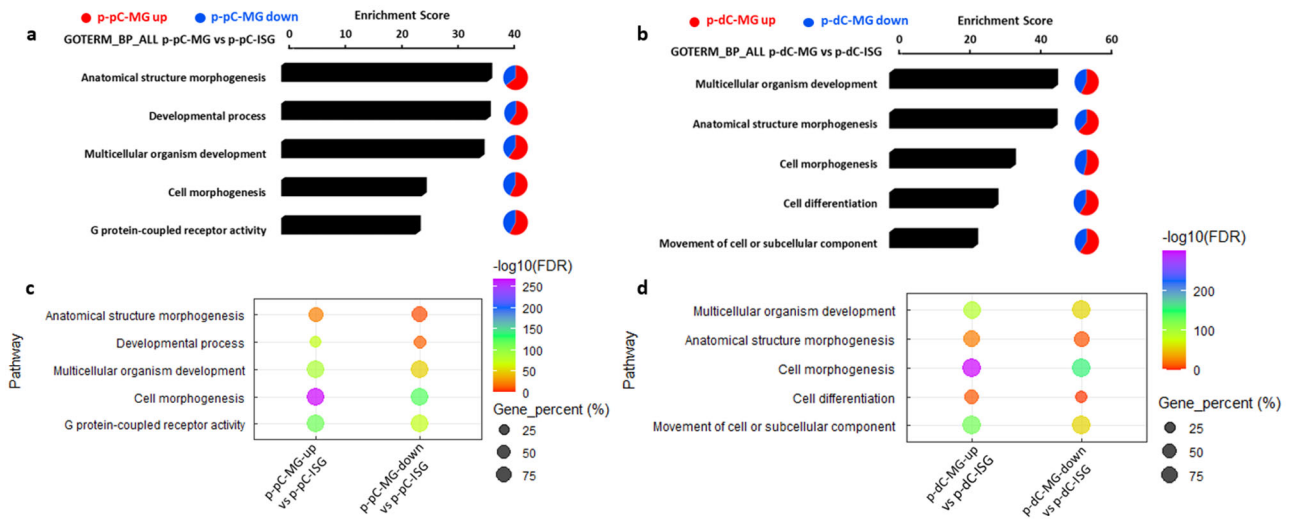 p-pC-MG up p-pC-MG down Enrichment Score
a
GOTERM_BP_ALL p-pC-MG vs p-pC-ISG
0 10 20 30 40
Anatomical structure morphogenesis
Developmental process
Multicellular organism development
Cell morphogenesis
G protein-coupled receptor activity
p-dC-MG up p-dC-MG down Enrichment Score
b
GOTERM_BP_ALL p-dC-MG vs p-dC-ISG
0 20 40 60
Multicellular organism development
Anatomical structure morphogenesis
Cell morphogenesis
Cell differentiation
Movement of cell or subcellular component
c
Pathway
Anatomical structure morphogenesis
Developmental process
Multicellular organism development
Cell morphogenesis
G protein-coupled receptor activity
p-pC-MG-up
vs p-pC-ISG
p-pC-MG-down
vs p-pC-ISG
-log10(FDR)
250
200
150
100
50
0
Gene_percent (%)
25
50
75
d
Pathway
Multicellular organism development
Anatomical structure morphogenesis
Cell morphogenesis
Cell differentiation
Movement of cell or subcellular component
p-dC-MG-up
vs p-dC-ISG
p-dC-MG-down
vs p-dC-ISG
-log10(FDR)
200
100
0
Gene_percent (%)
25
50
75